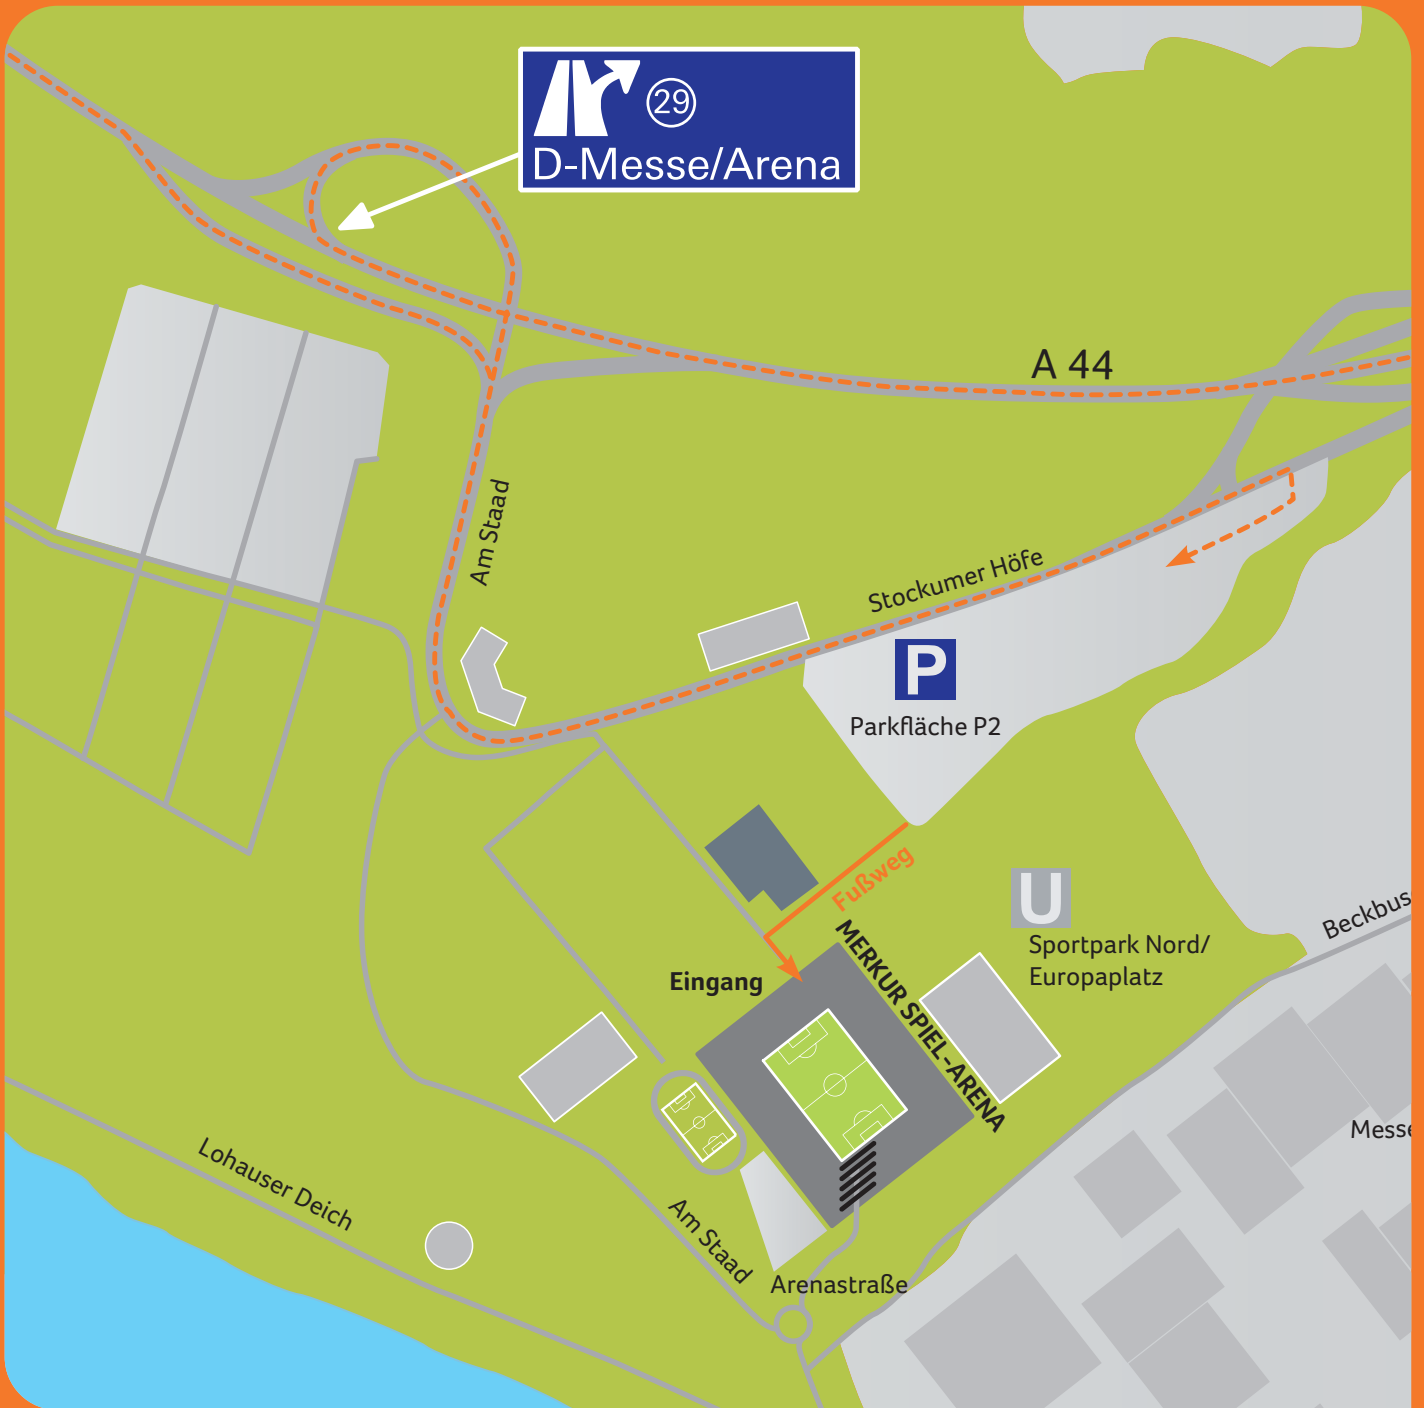 29
D-Messe/Arena
A 44
Am Staad
Stockumer Höfe
P
Parkfläche P2
Fußweg
U
Sportpark Nord/
Europaplatz
Beckbus
MERKUR SPIEL-ARENA
Eingang
Messe
Lohauser Deich
Am Staad
Arenastraße